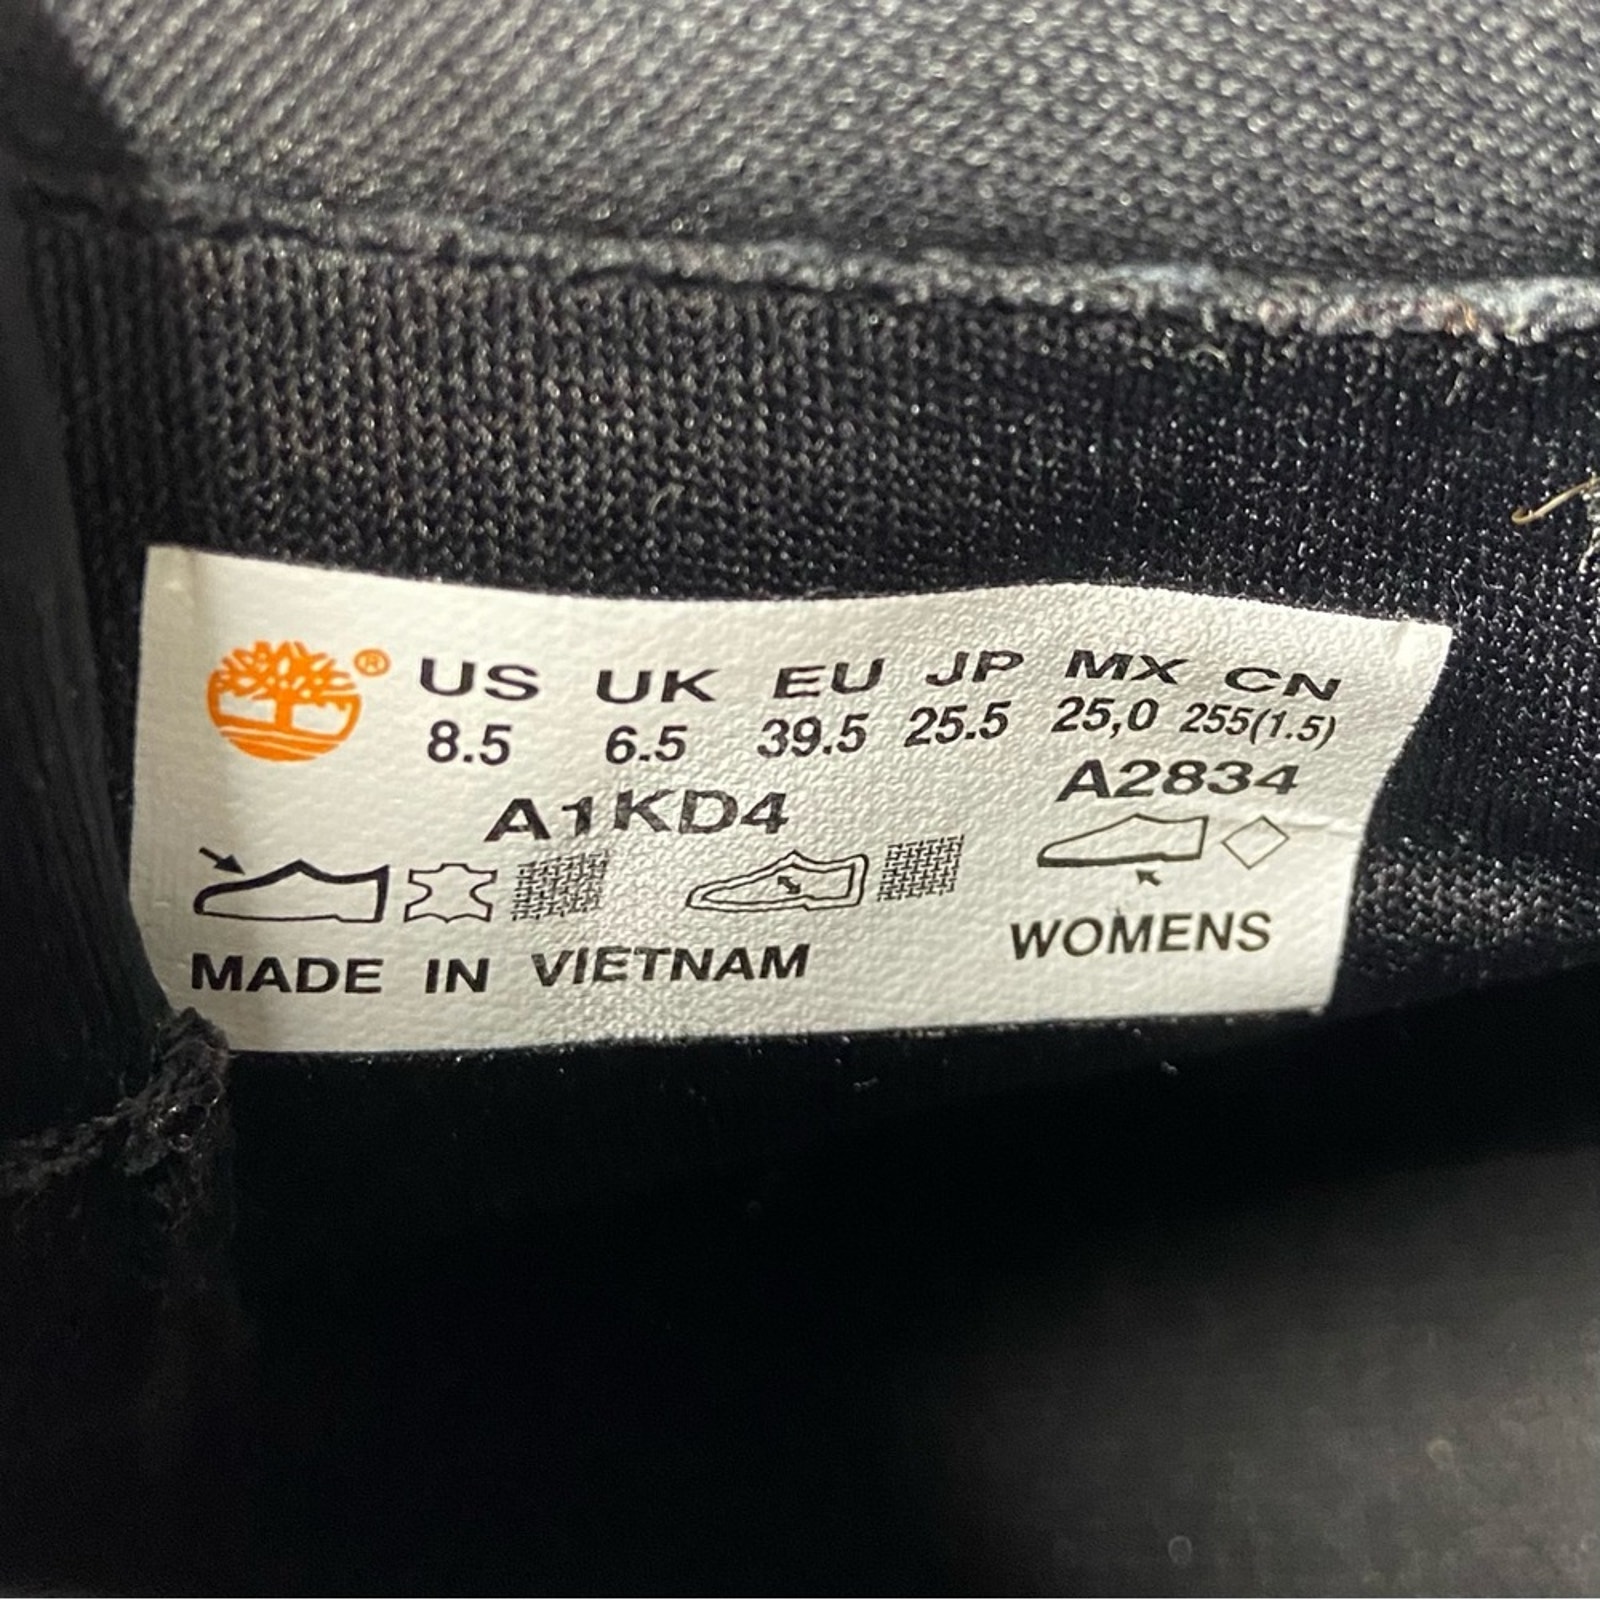 ® US UK EU JP MX CN
8.5 6.5 39.5 25.5 25,0 255(1.5)
A1KD4 A2834
MADE IN VIETNAM WOMENS